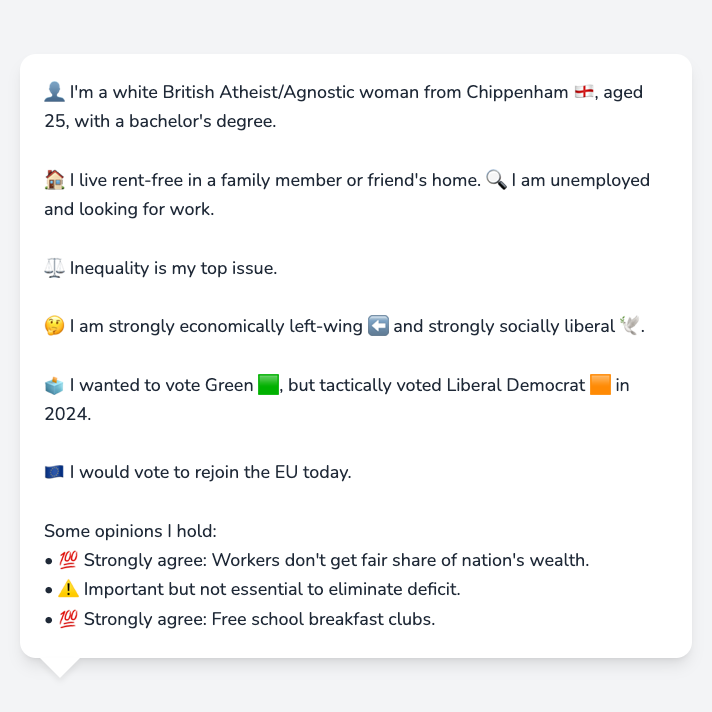 👤 I'm a white British Atheist/Agnostic woman from Chippenham 🏴󠁧󠁢󠁥󠁮󠁧󠁿, aged
25, with a bachelor's degree.
🏠 I live rent-free in a family member or friend's home. 🔍 I am unemployed
and looking for work.
⚖️ Inequality is my top issue.
🤔 I am strongly economically left-wing ⬅️ and strongly socially liberal 🕊️.
🗳️ I wanted to vote Green 🟩, but tactically voted Liberal Democrat 🟧 in
2024.
🇪🇺 I would vote to rejoin the EU today.
Some opinions I hold:
• 💯 Strongly agree: Workers don't get fair share of nation's wealth.
• ⚠️ Important but not essential to eliminate deficit.
• 💯 Strongly agree: Free school breakfast clubs.